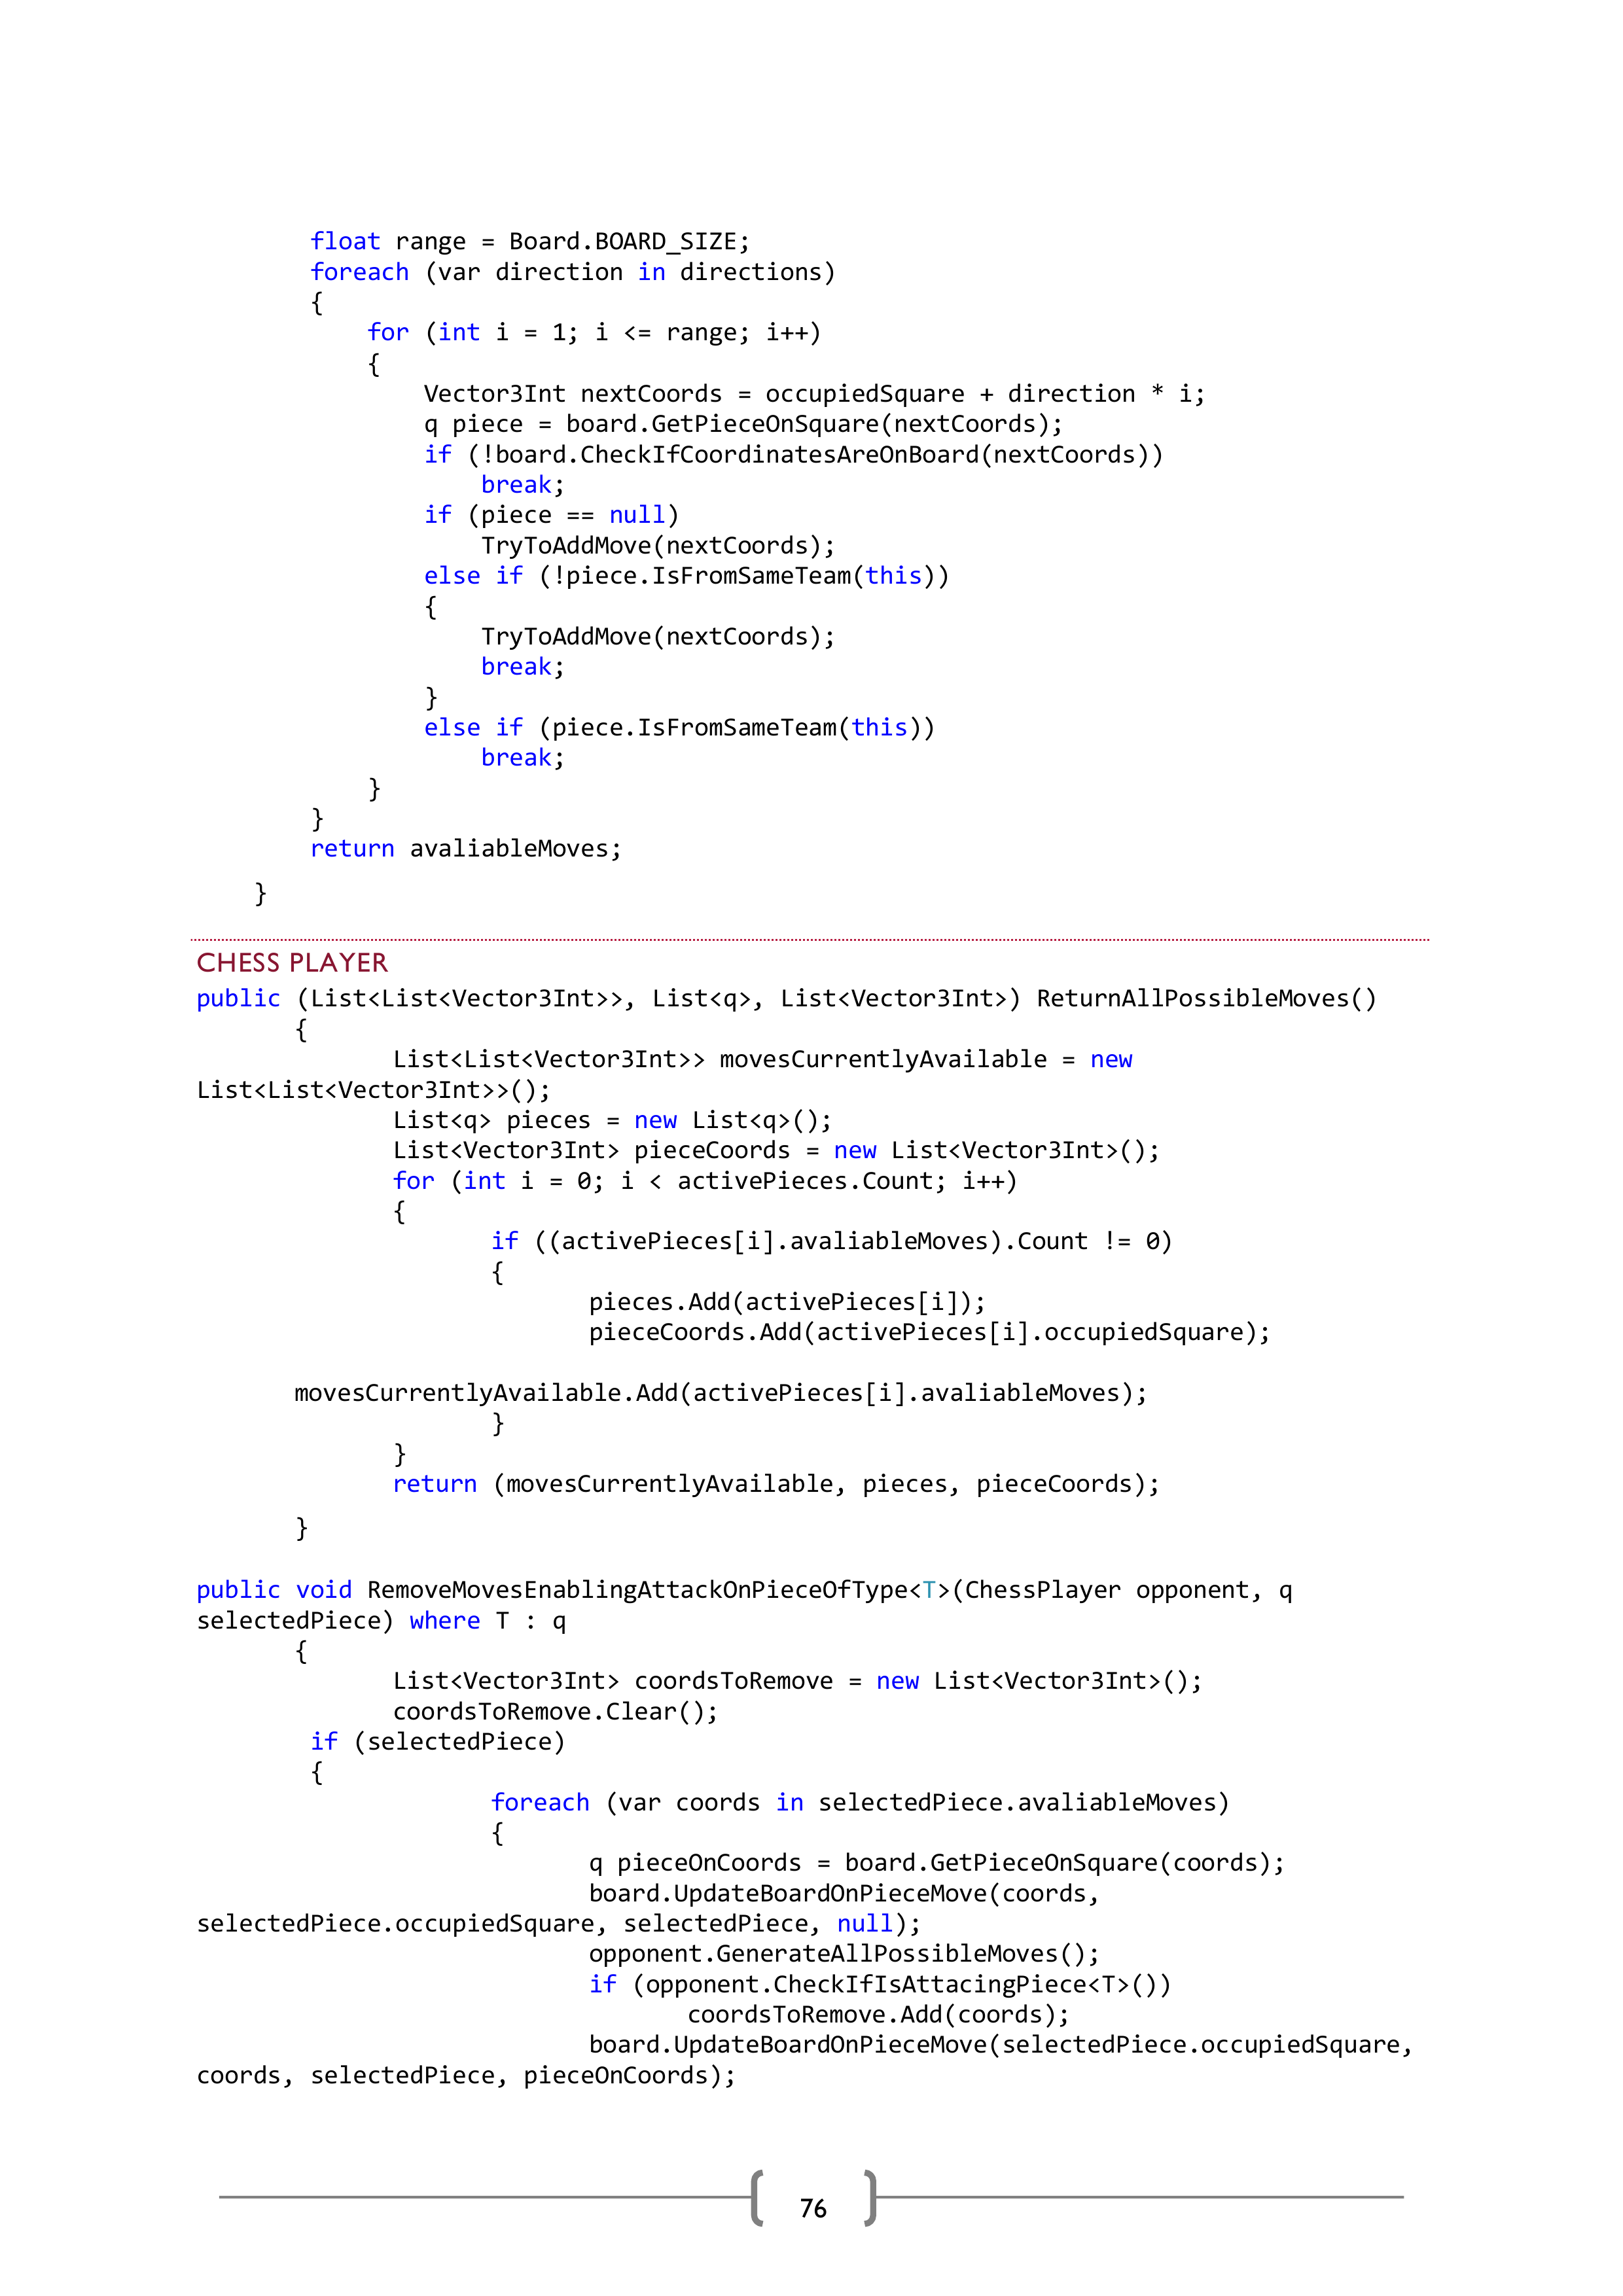 float range = Board.BOARD_SIZE;
foreach (var direction in directions)
{
for (int i = 1; i <= range; i++)
{
Vector3Int nextCoords = occupiedSquare + direction * i;
q piece = board.GetPieceOnSquare(nextCoords);
if (!board.CheckIfCoordinatesAreOnBoard(nextCoords))
break;
if (piece == null)
TryToAddMove(nextCoords);
else if (!piece.IsFromSameTeam(this))
{
TryToAddMove(nextCoords);
break;
}
else if (piece.IsFromSameTeam(this))
break;
}
}
return avaliableMoves;
}
CHESS PLAYER
public (List<List<Vector3Int>>, List<q>, List<Vector3Int>) ReturnAllPossibleMoves()
{
List<List<Vector3Int>> movesCurrentlyAvailable = new
List<List<Vector3Int>>();
List<q> pieces = new List<q>();
List<Vector3Int> pieceCoords = new List<Vector3Int>();
for (int i = 0; i < activePieces.Count; i++)
{
if ((activePieces[i].avaliableMoves).Count != 0)
{
pieces.Add(activePieces[i]);
pieceCoords.Add(activePieces[i].occupiedSquare);
movesCurrentlyAvailable.Add(activePieces[i].avaliableMoves);
}
}
return (movesCurrentlyAvailable, pieces, pieceCoords);
}
public void RemoveMovesEnablingAttackOnPieceOfType<T>(ChessPlayer opponent, q
selectedPiece) where T : q
{
List<Vector3Int> coordsToRemove = new List<Vector3Int>();
coordsToRemove.Clear();
if (selectedPiece)
{
foreach (var coords in selectedPiece.avaliableMoves)
{
q pieceOnCoords = board.GetPieceOnSquare(coords);
board.UpdateBoardOnPieceMove(coords,
selectedPiece.occupiedSquare, selectedPiece, null);
opponent.GenerateAllPossibleMoves();
if (opponent.CheckIfIsAttacingPiece<T>())
coordsToRemove.Add(coords);
board.UpdateBoardOnPieceMove(selectedPiece.occupiedSquare,
coords, selectedPiece, pieceOnCoords);
76